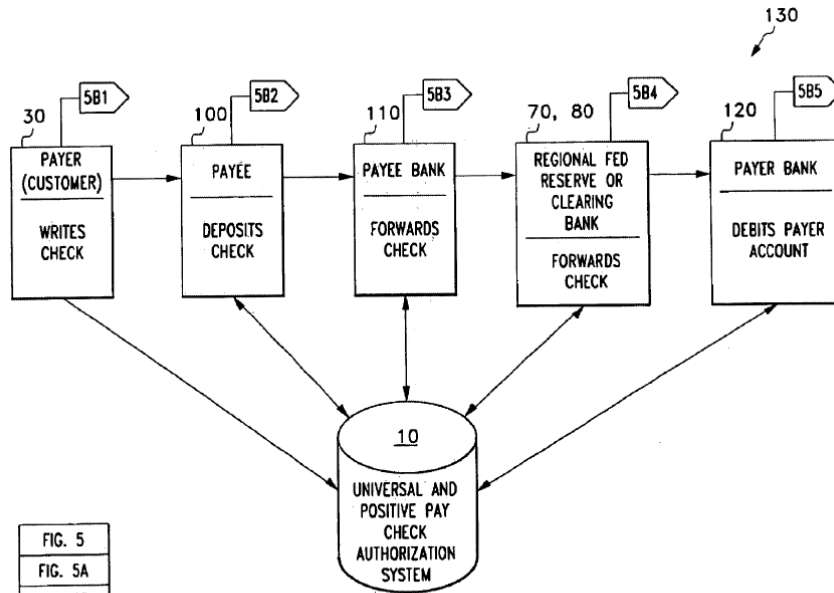 130
5B1
5B2
5B3
5B4
5B5
30
100
110
70, 80
120
PAYER
(CUSTOMER)
WRITES
CHECK
PAYEE
DEPOSITS
CHECK
PAYEE BANK
FORWARDS
CHECK
REGIONAL FED
RESERVE OR
CLEARING
BANK
FORWARDS
CHECK
PAYER BANK
DEBITS PAYER
ACCOUNT
10
UNIVERSAL AND
POSITIVE PAY
CHECK
AUTHORIZATION
SYSTEM
FIG. 5
FIG. 5A